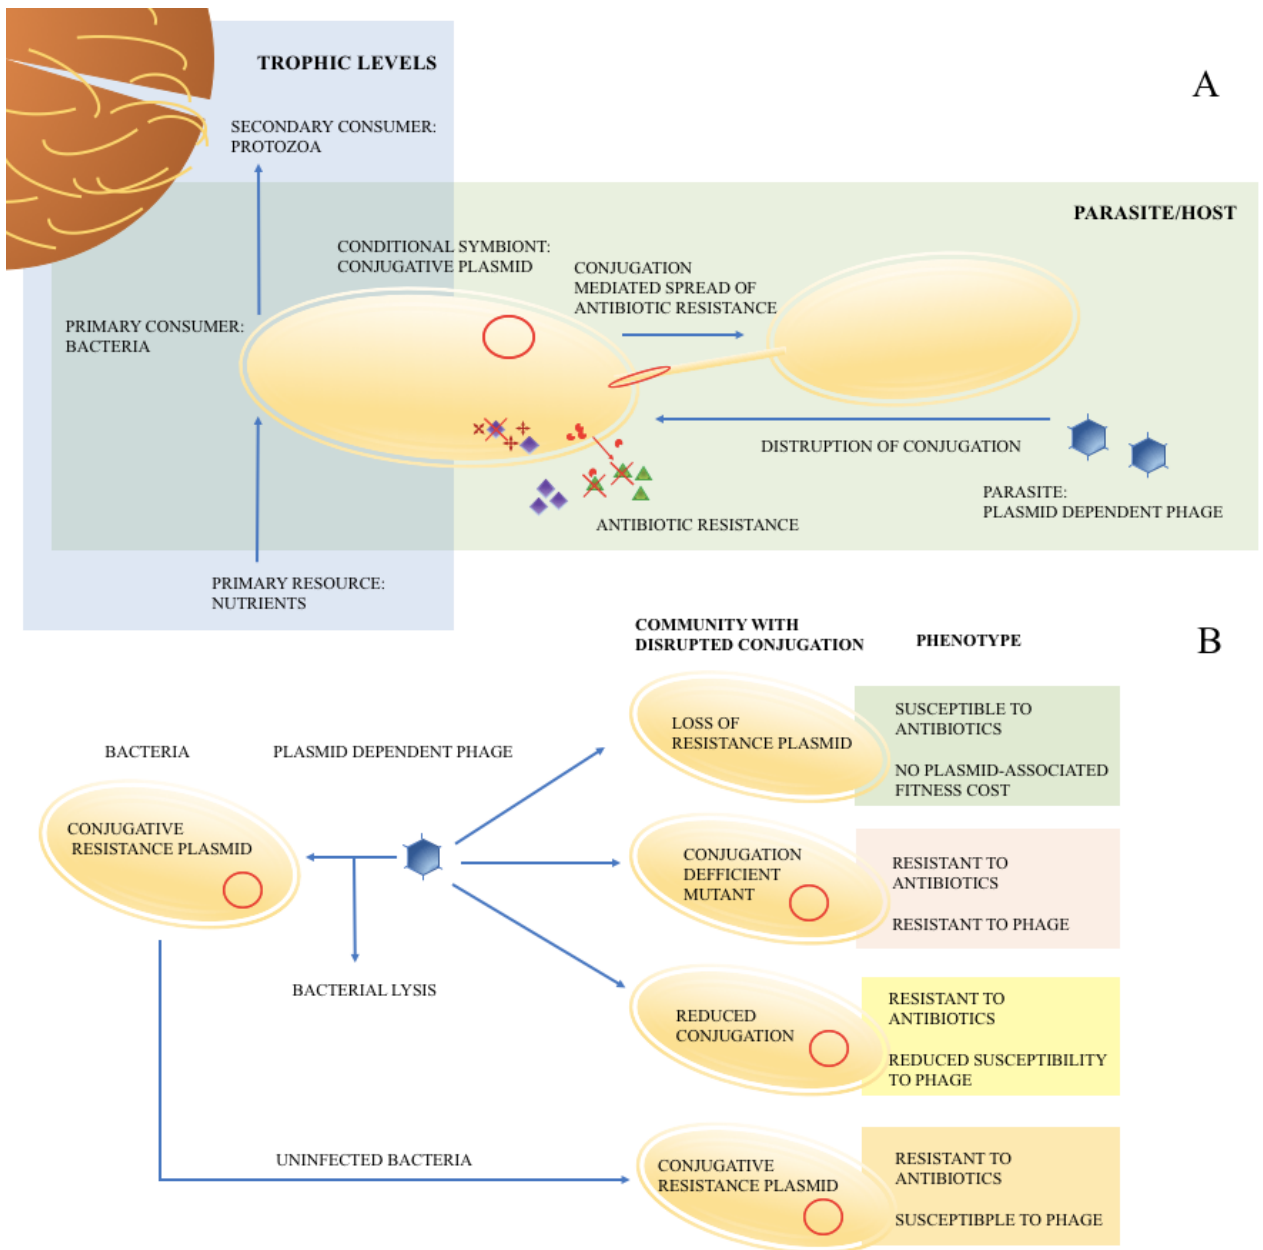 TROPHIC LEVELS
A
SECONDARY CONSUMER:
PROTOZOA
PARASITE/HOST
CONDITIONAL SYMBIONT:
CONJUGATIVE PLASMID
CONJUGATION
MEDIATED SPREAD OF
ANTIBIOTIC RESISTANCE
PRIMARY CONSUMER:
BACTERIA
DISTRUPTION OF CONJUGATION
PARASITE:
PLASMID DEPENDENT PHAGE
ANTIBIOTIC RESISTANCE
PRIMARY RESOURCE:
NUTRIENTS
B
COMMUNITY WITH
DISRUPTED CONJUGATION
PHENOTYPE
BACTERIA
PLASMID DEPENDENT PHAGE
LOSS OF
RESISTANCE PLASMID
SUSCEPTIBLE TO
ANTIBIOTICS
NO PLASMID-ASSOCIATED
FITNESS COST
CONJUGATIVE
RESISTANCE PLASMID
CONJUGATION
DEFFICIENT
MUTANT
RESISTANT TO
ANTIBIOTICS
RESISTANT TO PHAGE
BACTERIAL LYSIS
REDUCED
CONJUGATION
RESISTANT TO
ANTIBIOTICS
REDUCED SUSCEPTIBILITY
TO PHAGE
UNINFECTED BACTERIA
CONJUGATIVE
RESISTANCE PLASMID
RESISTANT TO
ANTIBIOTICS
SUSCEPTIBPLE TO PHAGE